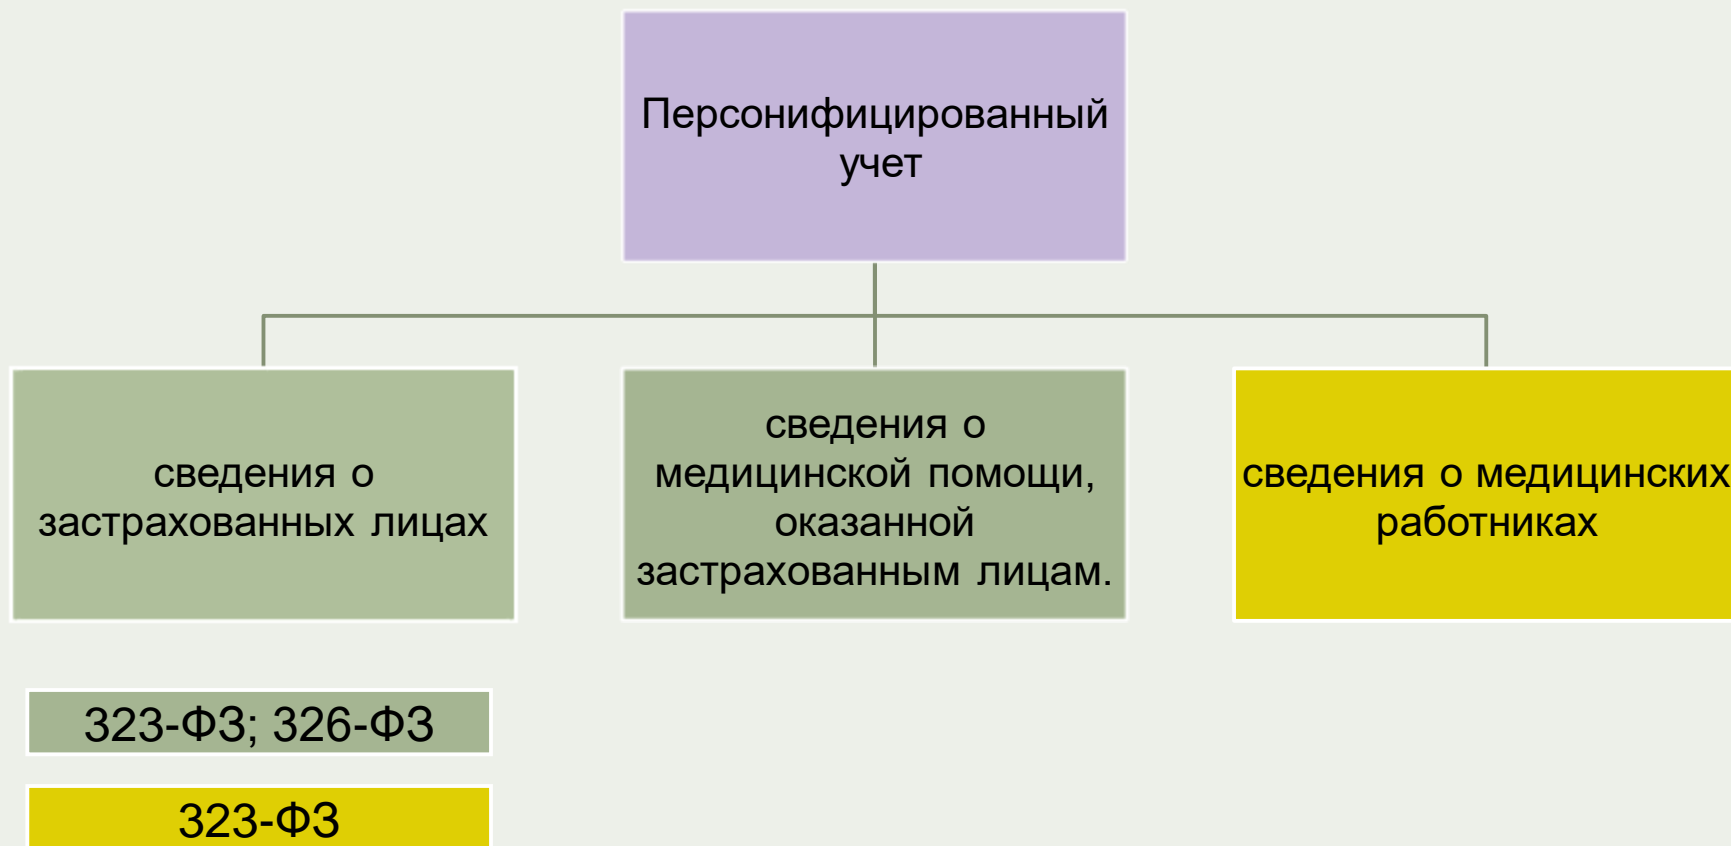 Персонифицированный
учет
сведения о
застрахованных лицах
сведения о
медицинской помощи,
оказанной
застрахованным лицам.
сведения о медицинских
работниках
323-ФЗ; 326-ФЗ
323-ФЗ